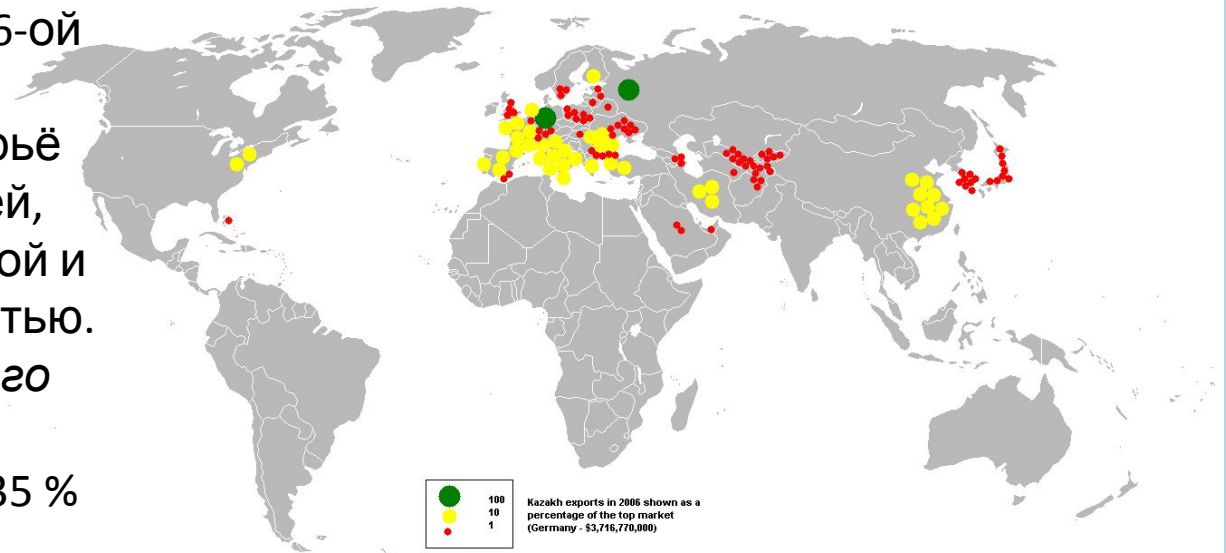 6-ой
рьё
ей,
ой и
тью.
го
35 %
100
10
1
Kazakh exports in 2006 shown as a
percentage of the top market
(Germany - $3,716,770,000)